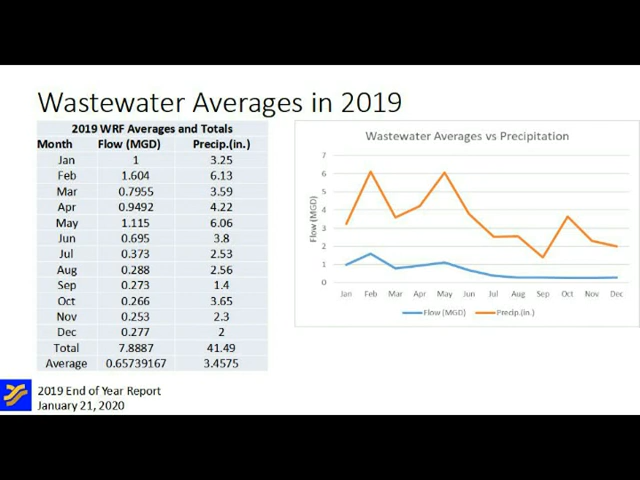 Wastewater Averages in 2019
2019 WRF Averages and Totals
Month Flow (MGD) Precip.(in.)
Jan 1 3.25
Feb 1.604 6.13
Mar 0.7955 3.59
Apr 0.9492 4.22
May 1.115 6.06
Jun 0.695 3.8
Jul 0.373 2.53
Aug 0.288 2.56
Sep 0.273 1.4
Oct 0.266 3.65
Nov 0.253 2.3
Dec 0.277 2
Total 7.8887 41.49
Average 0.65739167 3.4575
Wastewater Averages vs Precipitation
Flow (MGD)
7
6
5
4
3
2
1
0
Jan Feb Mar Apr May Jun Jul Aug Sep Oct Nov Dec
Flow (MGD) Precip.(in.)
2019 End of Year Report
January 21, 2020